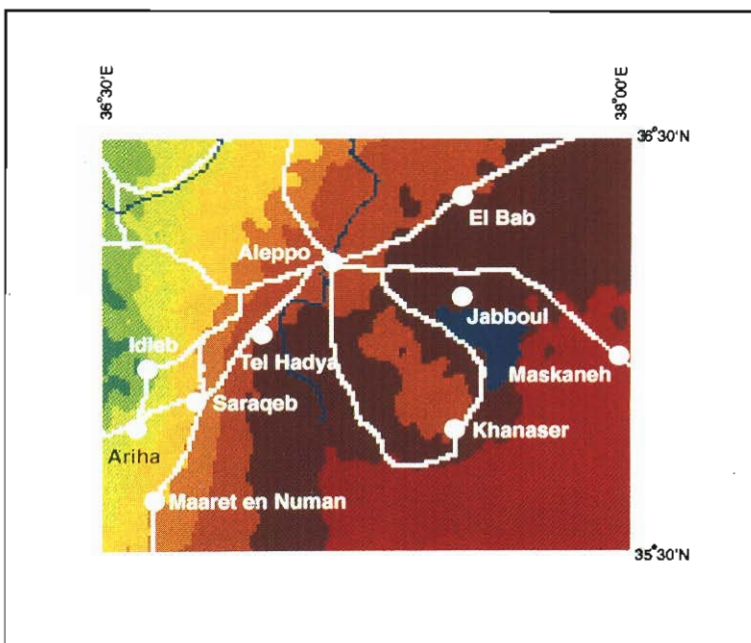 36°30'E
38°00'E
36°30'N
El Bab
Aleppo
Jabboul
Idleb
Tel Hadya
Maskaneh
Saraqeb
Khanaser
Ariha
Maaret en Numan
35°30'N